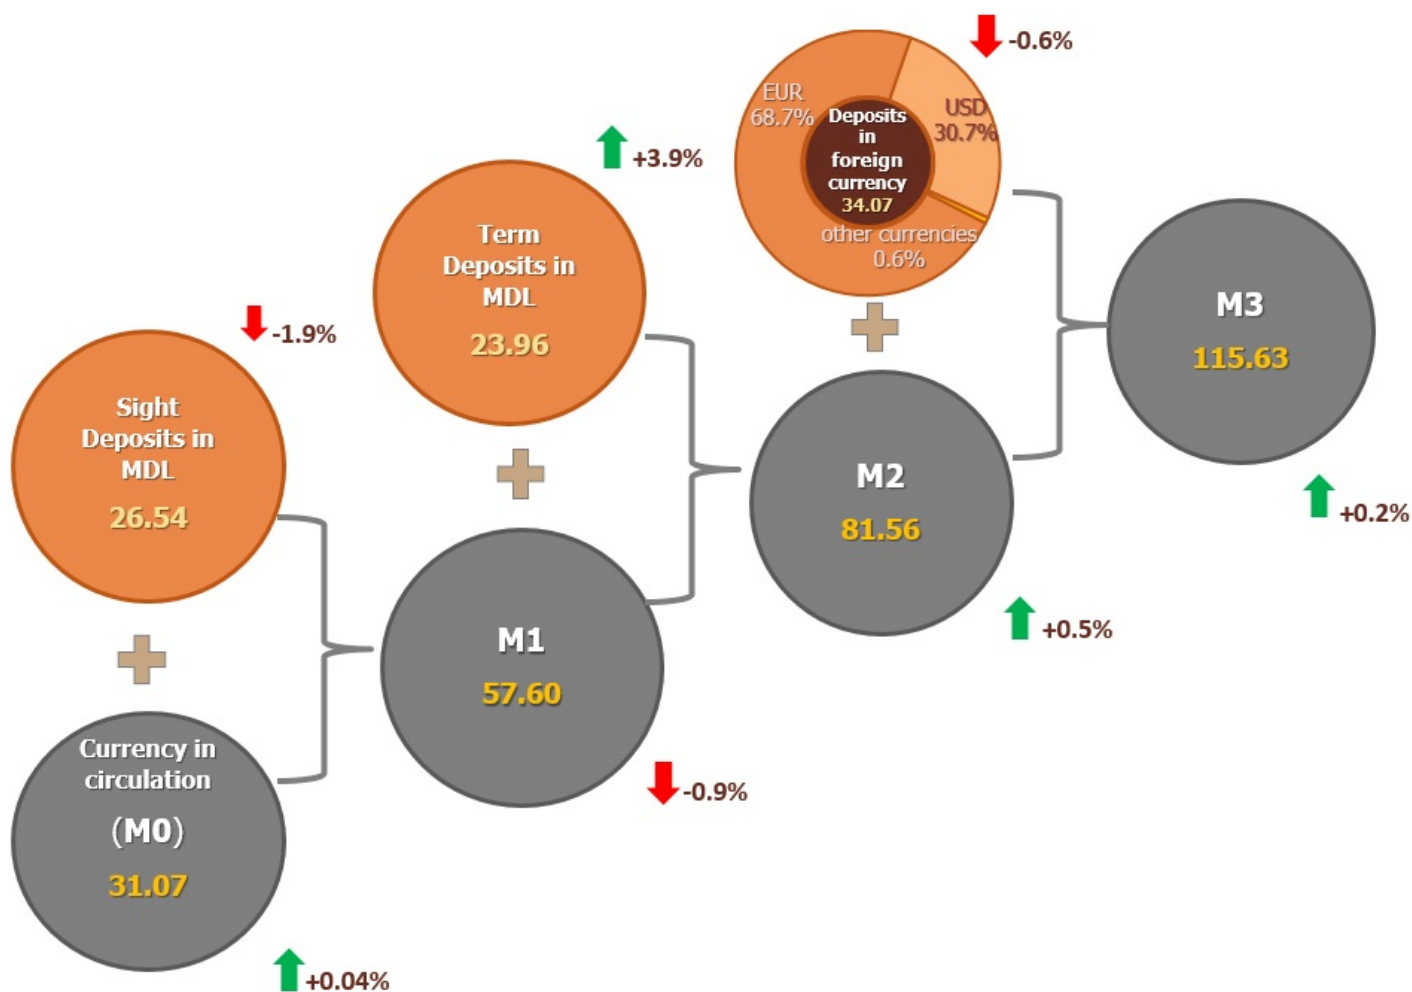 -0.6%
EUR
68.7%
USD
30.7%
Deposits
in
foreign
currency
34.07
other currencies
0.6%
+3.9%
Term
Deposits in
MDL
23.96
-1.9%
Sight
Deposits in
MDL
26.54
M3
115.63
+0.2%
M2
81.56
+0.5%
M1
57.60
-0.9%
Currency in
circulation
(M0)
31.07
+0.04%